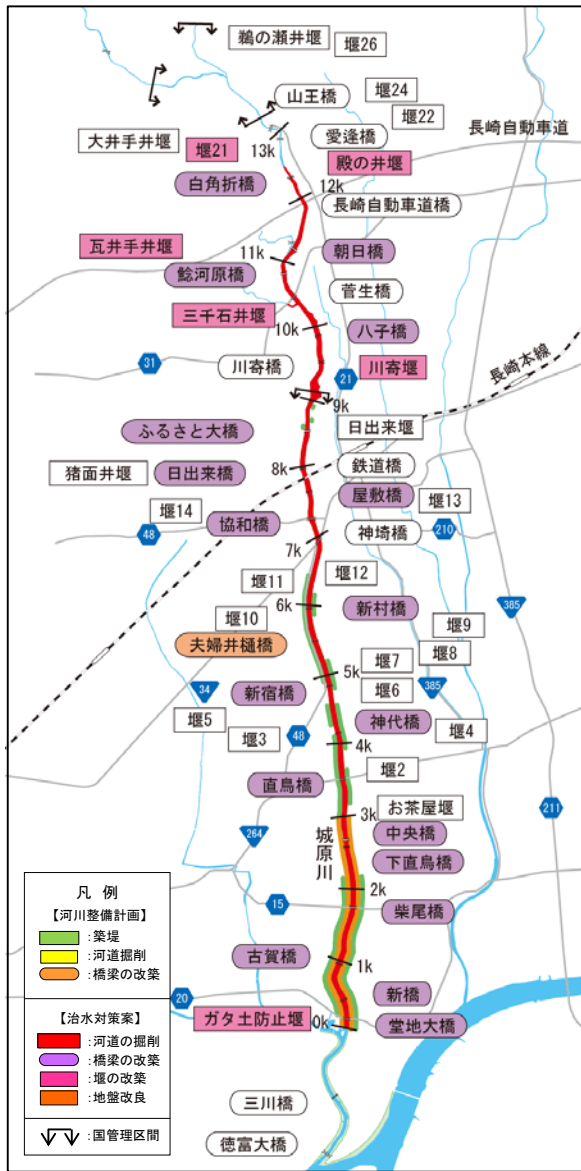 鵜の瀬井堰
堰26
山王橋
堰24
堰22
大井手井堰
13k
愛逢橋
長崎自動車道
堰21
殿の井堰
白角折橋
12k
長崎自動車道橋
瓦井手井堰
11k
朝日橋
鯰河原橋
菅生橋
三千石井堰
10k
八子橋
31
川寄橋
21
川寄堰
長崎本線
9k
ふるさと大橋
日出来堰
猪面井堰
日出来橋
8k
鉄道橋
屋敷橋
堰13
堰14
協和橋
48
7k
神埼橋
210
堰11
堰12
385
6k
新村橋
堰10
堰9
夫婦井樋橋
堰8
5k
堰7
34
新宿橋
堰6
385
堰5
神代橋
堰4
堰3
48
4k
堰2
直鳥橋
211
3k
お茶屋堰
264
城原川
中央橋
下直鳥橋
2k
15
柴尾橋
古賀橋
1k
20
新橋
ガタ土防止堰
0k
堂地大橋
三川橋
徳富大橋
凡 例
【河川整備計画】
:築堤
:河道掘削
:橋梁の改築
【治水対策案】
:河道の掘削
:橋梁の改築
:堰の改築
:地盤改良
:国管理区間